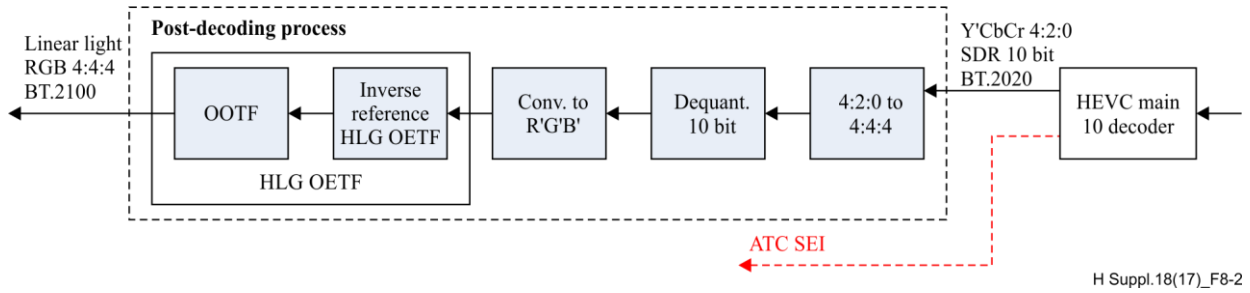 Post-decoding process
Linear light
RGB 4:4:4
BT.2100
OOTF
Inverse
reference
HLG OETF
HLG OETF
Conv. to
R'G'B'
Dequant.
10 bit
4:2:0 to
4:4:4
Y'CbCr 4:2:0
SDR 10 bit
BT.2020
HEVC main
10 decoder
ATC SEI
H Suppl.18(17)_F8-2